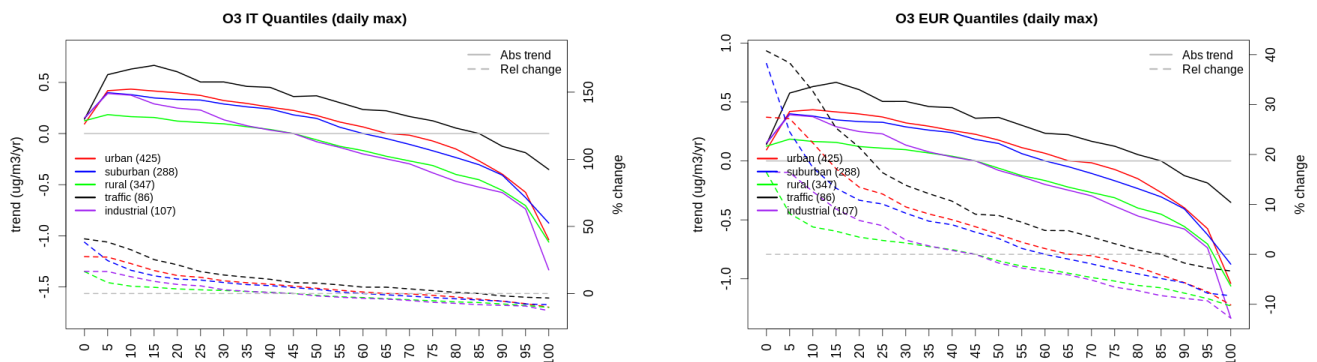 O3 IT Quantiles (daily max)
Abs trend
Rel change
trend (ug/m3/yr)
0.5
0.0
-0.5
-1.0
-1.5
urban (425)
suburban (288)
rural (347)
traffic (86)
industrial (107)
150
100
50
0
% change
0 5 10 15 20 25 30 35 40 45 50 55 60 65 70 75 80 85 90 95 100
O3 EUR Quantiles (daily max)
Abs trend
Rel change
trend (ug/m3/yr)
1.0
0.5
0.0
-0.5
-1.0
urban (425)
suburban (288)
rural (347)
traffic (86)
industrial (107)
40
30
20
10
0
-10
% change
0 5 10 15 20 25 30 35 40 45 50 55 60 65 70 75 80 85 90 95 100